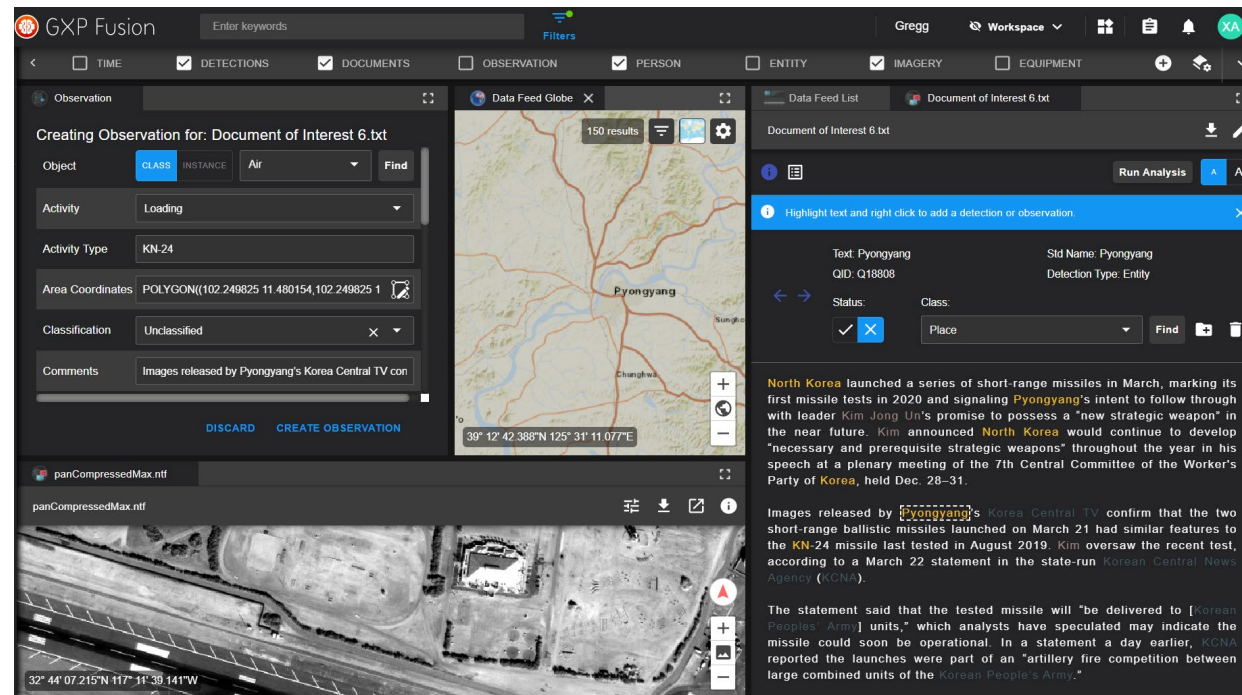 GXP Fusion
Enter keywords
Filters
Gregg
Workspace
XA
TIME
DETECTIONS
DOCUMENTS
OBSERVATION
PERSON
ENTITY
IMAGERY
EQUIPMENT
Observation
Creating Observation for: Document of Interest 6.txt
Object
CLASS
INSTANCE
Air
Find
Activity
Loading
Activity Type
KN-24
Area Coordinates
POLYGON((102.249825 11.480154,102.249825 1
Classification
Unclassified
Comments
Images released by Pyongyang's Korea Central TV con
DISCARD
CREATE OBSERVATION
Data Feed Globe
150 results
Pyongyang
Chunghwa
39° 12' 42.388"N 125° 31' 11.077"E
panCompressedMax.ntf
panCompressedMax.ntf
32° 44' 07.215"N 117° 11' 39.141"W
Data Feed List
Document of Interest 6.txt
Document of Interest 6.txt
Run Analysis
A
A
Highlight text and right click to add a detection or observation.
Text: Pyongyang
Std Name: Pyongyang
QID: Q18808
Detection Type: Entity
Status:
Class:
Place
Find
North Korea launched a series of short-range missiles in March, marking its
first missile tests in 2020 and signaling Pyongyang's intent to follow through
with leader Kim Jong Un's promise to possess a "new strategic weapon" in
the near future. Kim announced North Korea would continue to develop
"necessary and prerequisite strategic weapons" throughout the year in his
speech at a plenary meeting of the 7th Central Committee of the Worker's
Party of Korea, held Dec. 28–31.
Images released by Pyongyang's Korea Central TV confirm that the two
short-range ballistic missiles launched on March 21 had similar features to
the KN-24 missile last tested in August 2019. Kim oversaw the recent test,
according to a March 22 statement in the state-run Korean Central News
Agency (KCNA).
The statement said that the tested missile will "be delivered to [Korean
Peoples' Army] units," which analysts have speculated may indicate the
missile could soon be operational. In a statement a day earlier, KCNA
reported the launches were part of an "artillery fire competition between
large combined units of the Korean People's Army."